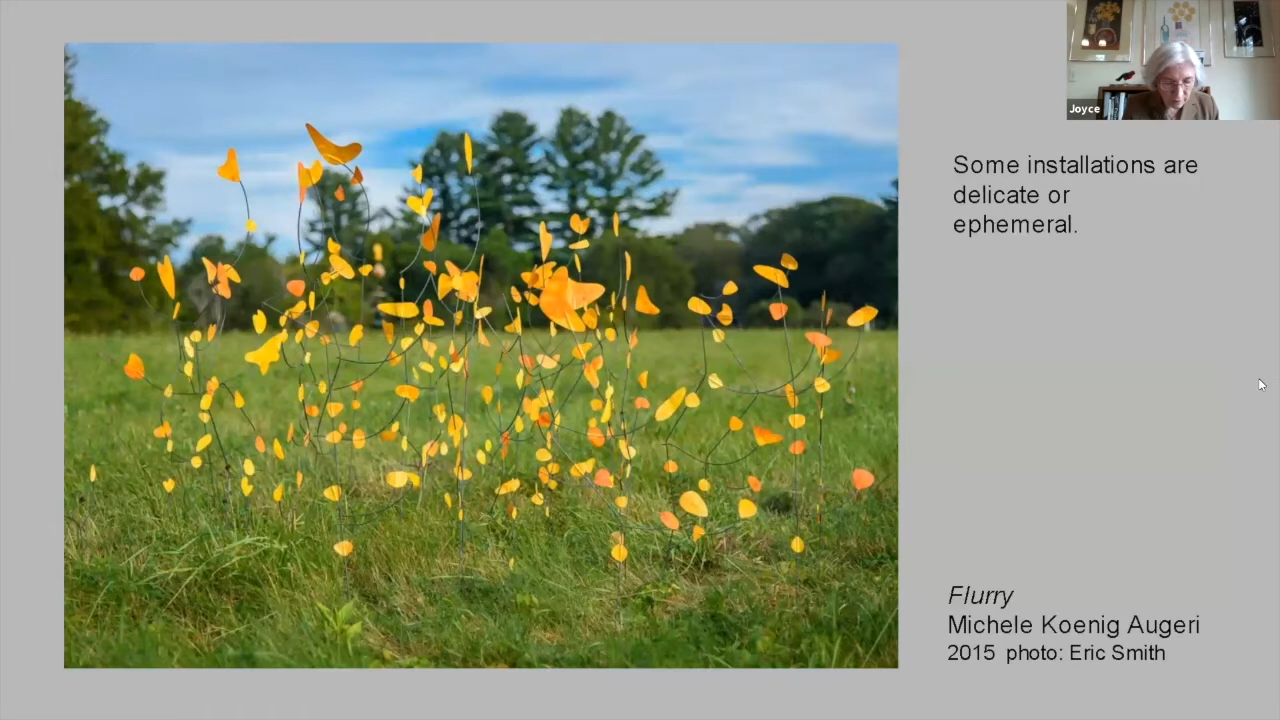 Joyce
Some installations are
delicate or
ephemeral.
Flurry
Michele Koenig Augeri
2015 photo: Eric Smith